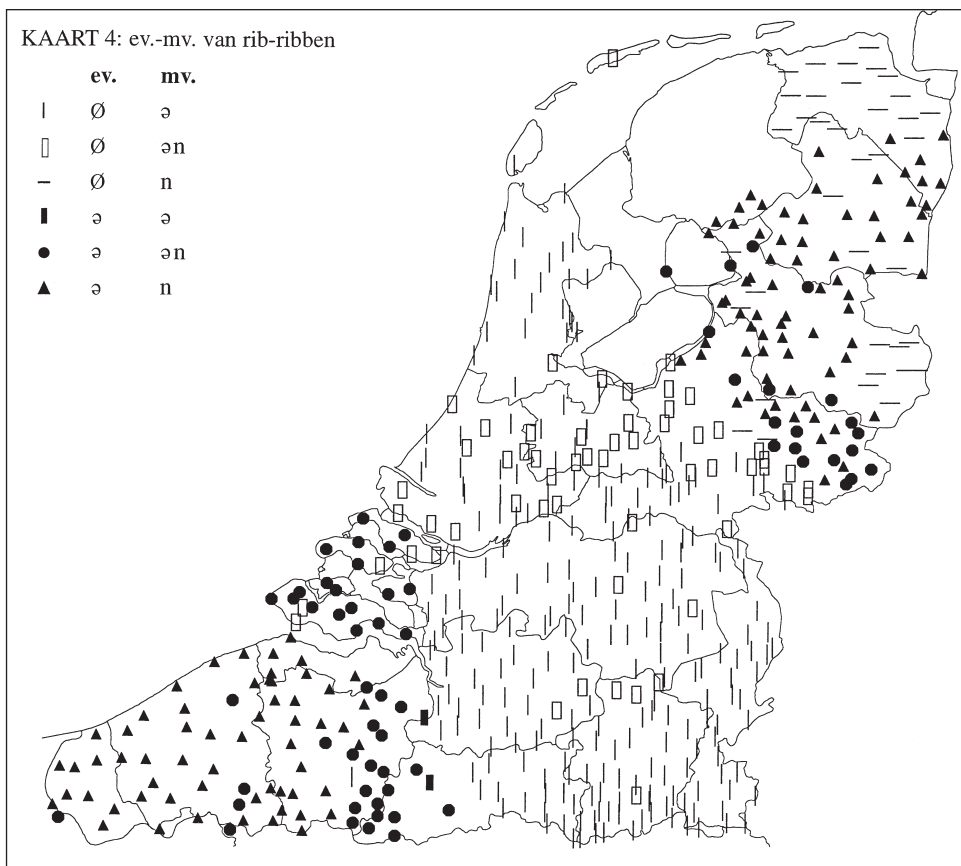 KAART 4: ev.-mv. van rib-ribben
ev. mv.
Ø ə
Ø ən
Ø n
ə ə
ə ən
ə n